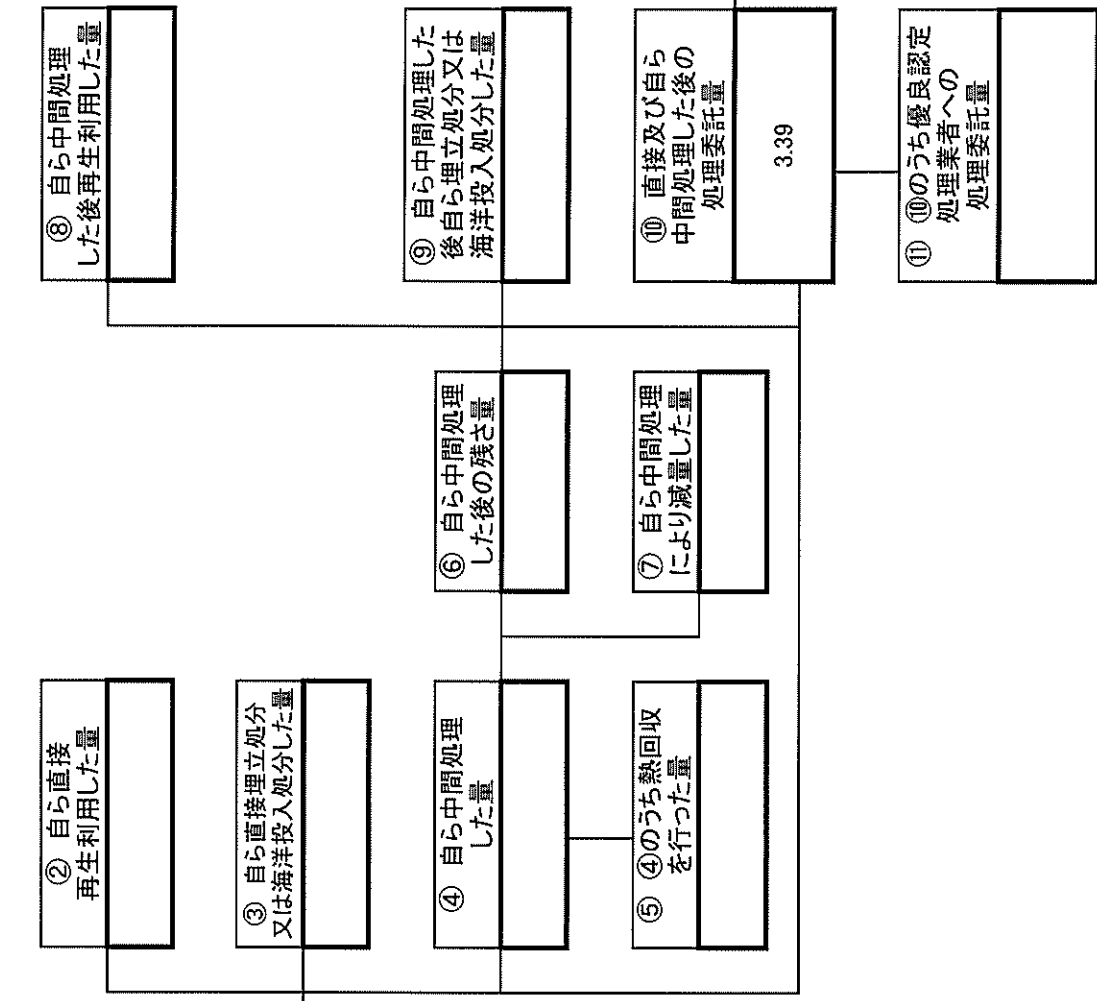 ② 自ら直接
再生利用した量
③ 自ら直接埋立処分
又は海洋投入処分した量
④ 自ら中間処理
した量
⑤ ④のうち熱回収
を行った量
⑥ 自ら中間処理
した後の残さ量
⑦ 自ら中間処理
により減量した量
⑧ 自ら中間処理
した後再生利用した量
⑨ 自ら中間処理した
後自ら埋立処分又は
海洋投入処分した量
⑩ 直接及び自ら
中間処理した後の
処理委託量
3.39
⑪ ⑩のうち優良認定
処理業者への
処理委託量